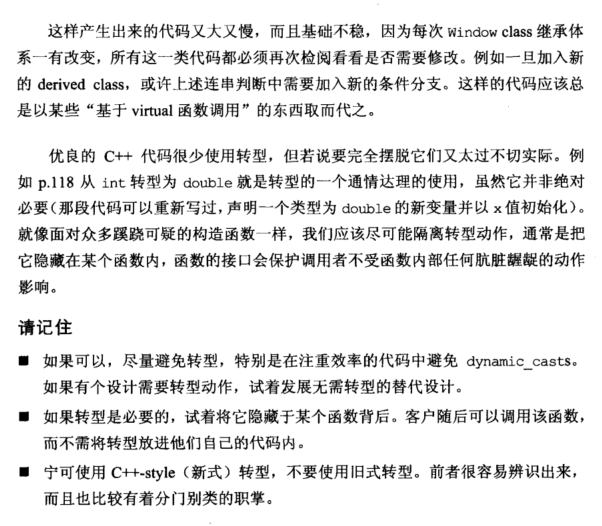 这样产生出来的代码又大又慢，而且基础不稳，因为每次 Window class 继承体
系一有改变，所有这一类代码都必须再次检阅看看是否需要修改。例如一旦加入新
的 derived class，或许上述连串判断中需要加入新的条件分支。这样的代码应该总
是以某些“基于 virtual 函数调用”的东西取而代之。
优良的 C++ 代码很少使用转型，但若说要完全摆脱它们又太过不切实际。例
如 p.118 从 int 转型为 double 就是转型的一个通情达理的使用，虽然它并非绝对
必要（那段代码可以重新写过，声明一个类型为 double 的新变量并以 x 值初始化）。
就像面对众多蹊跷可疑的构造函数一样，我们应该尽可能隔离转型动作，通常是把
它隐藏在某个函数内，函数的接口会保护调用者不受函数内部任何肮脏龌龊的动作
影响。
请记住
■ 如果可以，尽量避免转型，特别是在注重效率的代码中避免 dynamic_casts。
如果有个设计需要转型动作，试着发展无需转型的替代设计。
■ 如果转型是必要的，试着将它隐藏于某个函数背后。客户随后可以调用该函数，
而不需将转型放进他们自己的代码内。
■ 宁可使用 C++-style（新式）转型，不要使用旧式转型。前者很容易辨识出来，
而且也比较有着分门别类的职掌。